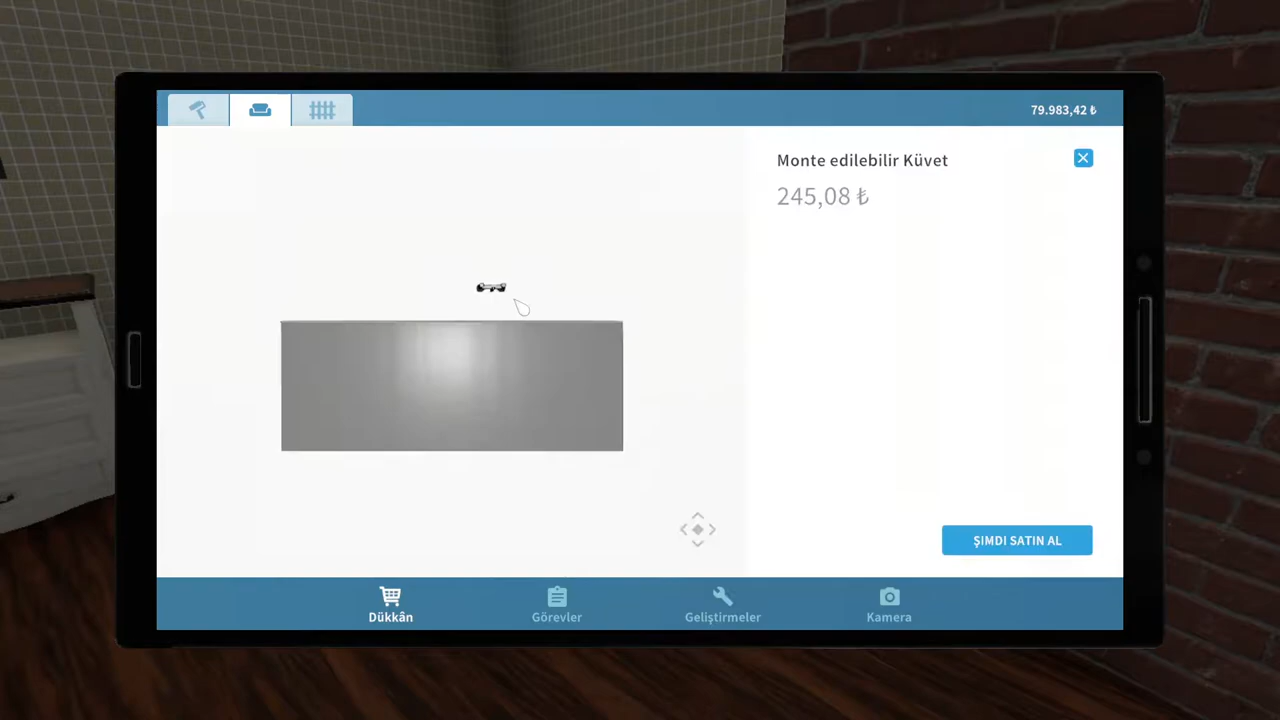 79.983,42 ₺
Monte edilebilir Küvet
245,08 ₺
ŞIMDI SATIN AL
Dükkân
Görevler
Geliştirmeler
Kamera